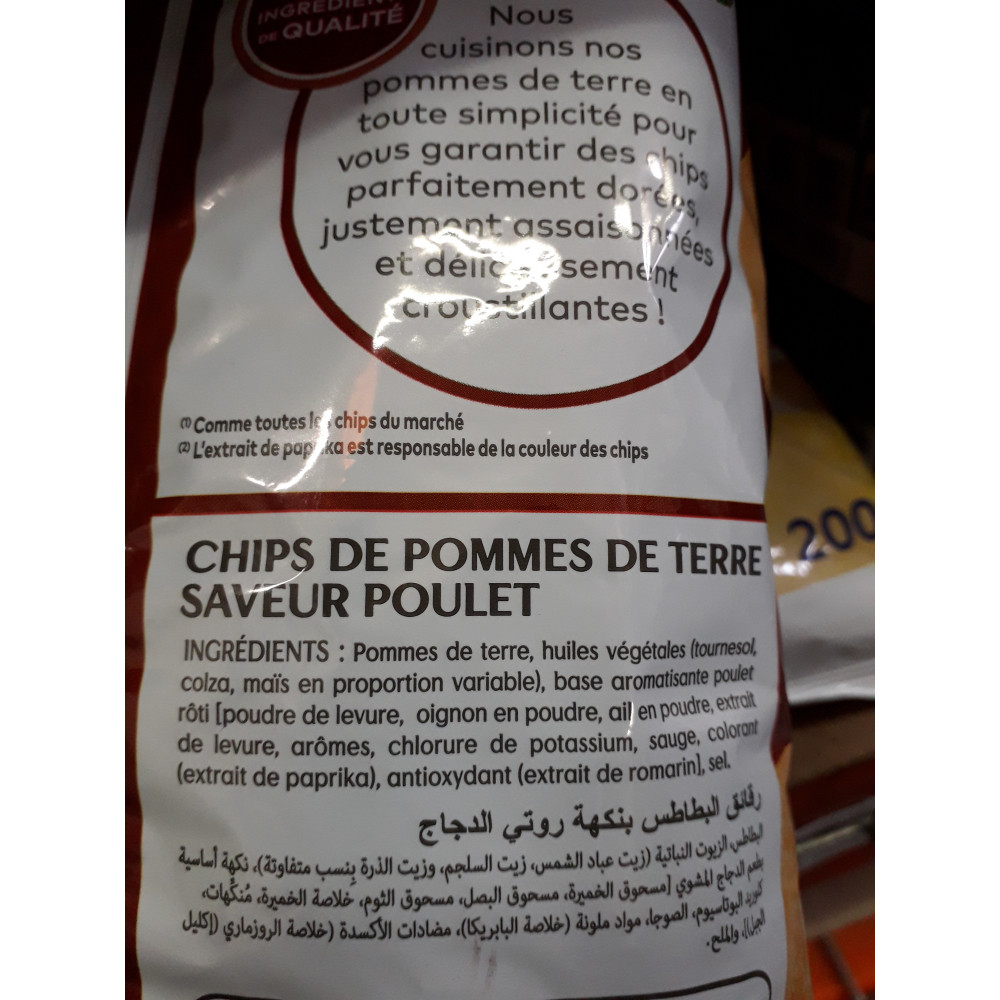 INGRÉDIENT
DE QUALITÉ
Nous
cuisinons nos
pommes de terre en
toute simplicité pour
vous garantir des chips
parfaitement dorées,
justement assaisonnées
et délicieusement
croustillantes !
(1) Comme toutes les chips du marché
(2) L'extrait de paprika est responsable de la couleur des chips
CHIPS DE POMMES DE TERRE
SAVEUR POULET
INGRÉDIENTS : Pommes de terre, huiles végétales (tournesol,
colza, maïs en proportion variable), base aromatisante poulet
rôti [poudre de levure, oignon en poudre, ail en poudre, extrait
de levure, arômes, chlorure de potassium, sauge, colorant
(extrait de paprika), antioxydant (extrait de romarin], sel.
رقائق البطاطس بنكهة روتي الدجاج
البطاطس، الزيوت النباتية (زيت عباد الشمس، زيت السلجم، وزيت الذرة بِنسب متفاوتة)، نكهة أساسية
بطعم الدجاج المشوي [مسحوق الخميرة، مسحوق البصل، مسحوق الثوم، خلاصة الخميرة، مُنكِّهات،
كلوريد البوتاسيوم، الصوجا، مواد ملونة (خلاصة البابريكا)، مضادات الأكسدة (خلاصة الروزماري (إكليل
الجبل)]، والملح.
200